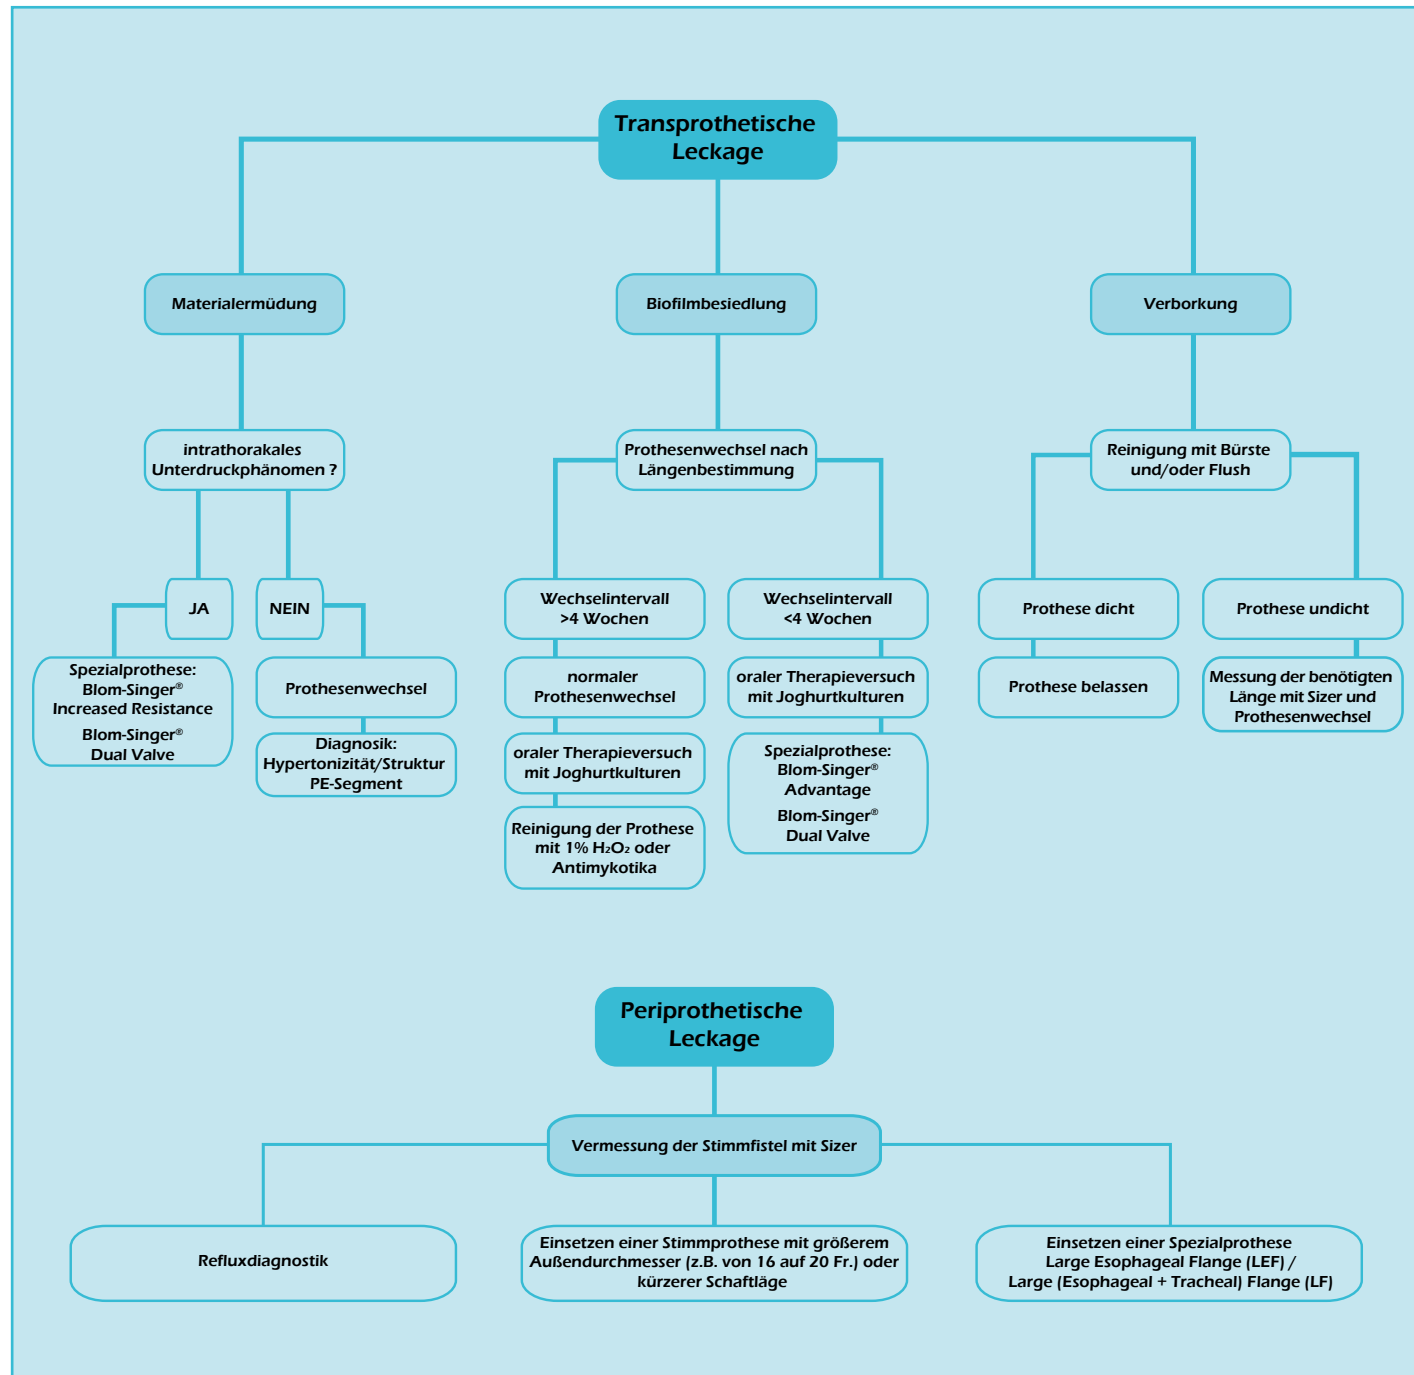 Transprothetische
Leckage
Materialermüdung
Biofilmbesiedlung
Verborkung
intrathorakales
Unterdruckphänomen ?
Prothesenwechsel nach
Längenbestimmung
Reinigung mit Bürste
und/oder Flush
JA
NEIN
Wechselintervall
>4 Wochen
Wechselintervall
<4 Wochen
Prothese dicht
Prothese undicht
Spezialprothese:
Blom-Singer®
Increased Resistance
Blom-Singer®
Dual Valve
Prothesenwechsel
normaler
Prothesenwechsel
oraler Therapieversuch
mit Joghurtkulturen
Prothese belassen
Messung der benötigten
Länge mit Sizer und
Prothesenwechsel
Diagnosik:
Hypertonizität/Struktur
PE-Segment
oraler Therapieversuch
mit Joghurtkulturen
Spezialprothese:
Blom-Singer®
Advantage
Blom-Singer®
Dual Valve
Reinigung der Prothese
mit 1% H₂O₂ oder
Antimykotika
Periprothetische
Leckage
Vermessung der Stimmfistel mit Sizer
Refluxdiagnostik
Einsetzen einer Stimmprothese mit größerem
Außendurchmesser (z.B. von 16 auf 20 Fr.) oder
kürzerer Schaftläge
Einsetzen einer Spezialprothese
Large Esophageal Flange (LEF) /
Large (Esophageal + Tracheal) Flange (LF)